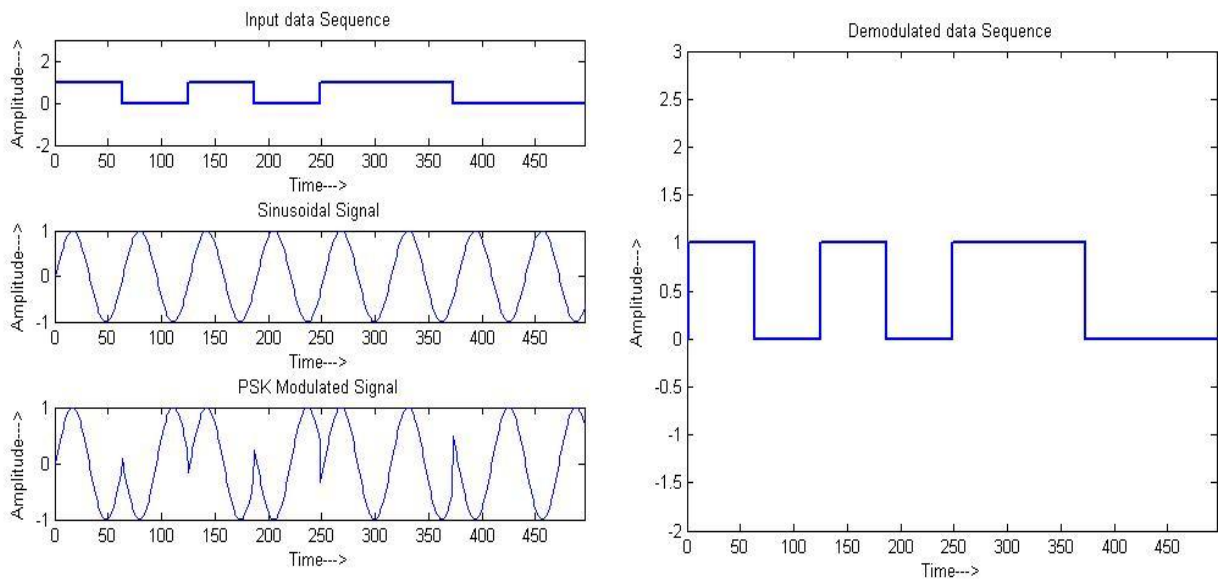 Input data Sequence
2
0
-2
Amplitude--->
0 50 100 150 200 250 300 350 400 450
Time--->
Sinusoidal Signal
1
0
-1
Amplitude--->
0 50 100 150 200 250 300 350 400 450
Time--->
PSK Modulated Signal
1
0
-1
Amplitude--->
0 50 100 150 200 250 300 350 400 450
Time--->
Demodulated data Sequence
3
2.5
2
1.5
1
0.5
0
-0.5
-1
-1.5
-2
Amplitude--->
0 50 100 150 200 250 300 350 400 450
Time--->